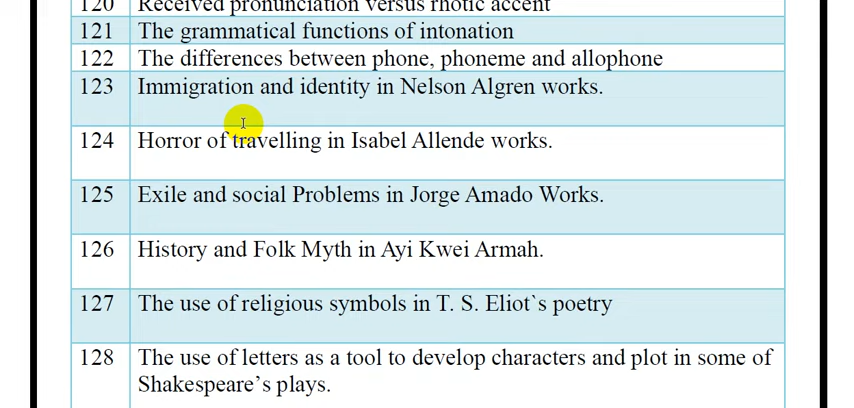 120 Received pronunciation versus rhotic accent
121 The grammatical functions of intonation
122 The differences between phone, phoneme and allophone
123 Immigration and identity in Nelson Algren works.
124 Horror of travelling in Isabel Allende works.
125 Exile and social Problems in Jorge Amado Works.
126 History and Folk Myth in Ayi Kwei Armah.
127 The use of religious symbols in T. S. Eliot`s poetry
128 The use of letters as a tool to develop characters and plot in some of
Shakespeare’s plays.